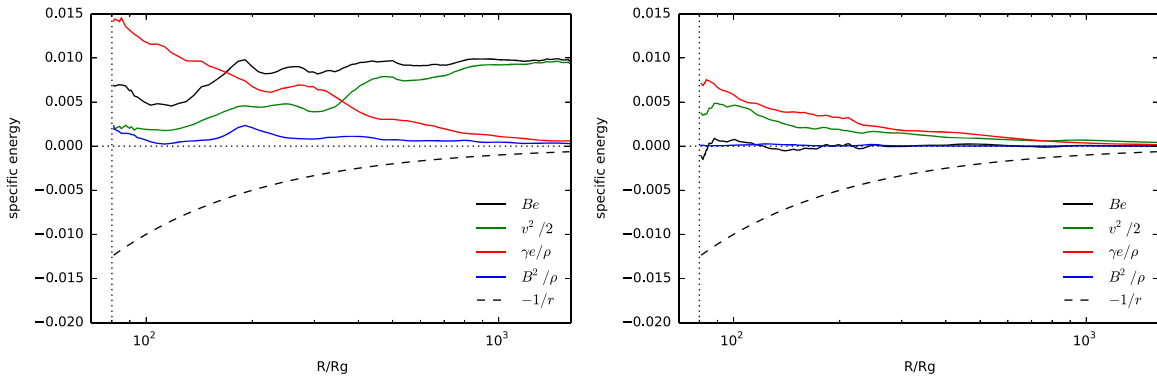 0.015
0.010
0.005
0.000
−0.005
−0.010
−0.015
−0.020
specific energy
10²
10³
R/Rg
Be
v²/2
γe/ρ
B²/ρ
−1/r
0.015
0.010
0.005
0.000
−0.005
−0.010
−0.015
−0.020
specific energy
10²
10³
R/Rg
Be
v²/2
γe/ρ
B²/ρ
−1/r